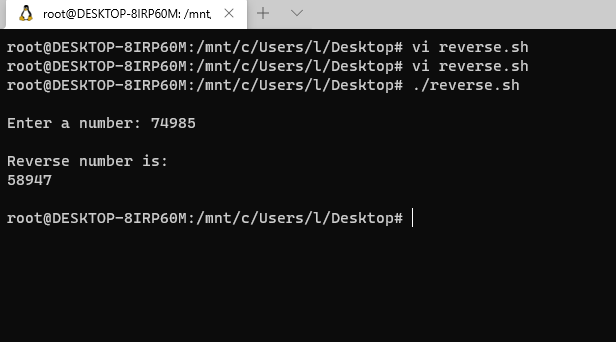 root@DESKTOP-8IRP60M: /mnt,
root@DESKTOP-8IRP60M:/mnt/c/Users/l/Desktop# vi reverse.sh
root@DESKTOP-8IRP60M:/mnt/c/Users/l/Desktop# vi reverse.sh
root@DESKTOP-8IRP60M:/mnt/c/Users/l/Desktop# ./reverse.sh
Enter a number: 74985
Reverse number is:
58947
root@DESKTOP-8IRP60M:/mnt/c/Users/l/Desktop#